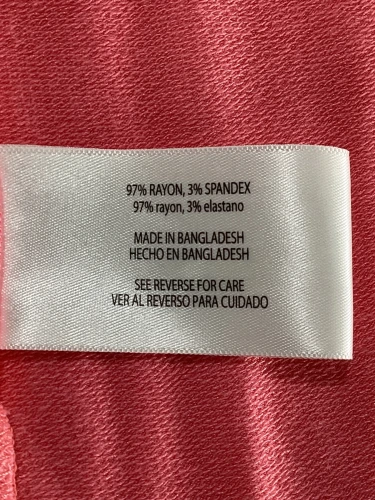 97% RAYON, 3% SPANDEX
97% rayon, 3% elastano
MADE IN BANGLADESH
HECHO EN BANGLADESH
SEE REVERSE FOR CARE
VER AL REVERSO PARA CUIDADO